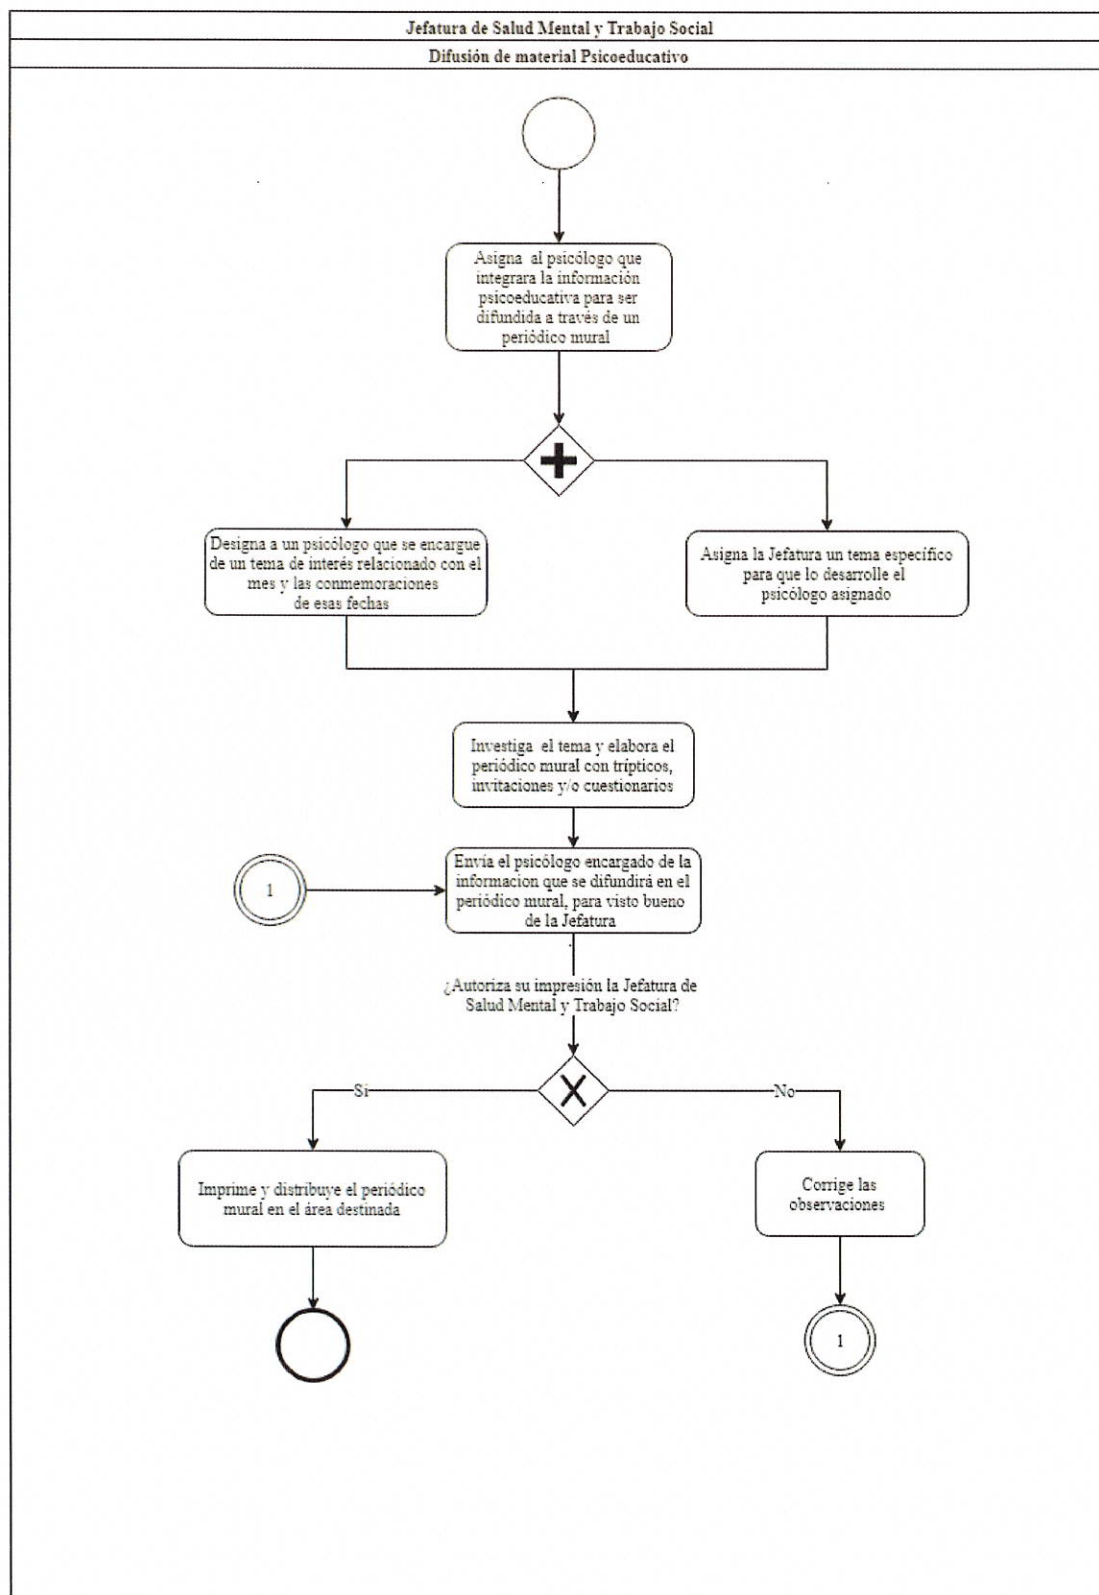 Jefatura de Salud Mental y Trabajo Social
Difusión de material Psicoeducativo
Asigna al psicólogo que
integrara la información
psicoeducativa para ser
difundida a través de un
periódico mural
Designa a un psicólogo que se encargue
de un tema de interés relacionado con el
mes y las conmemoraciones
de esas fechas
Asigna la Jefatura un tema específico
para que lo desarrolle el
psicólogo asignado
Investiga el tema y elabora el
periódico mural con trípticos,
invitaciones y/o cuestionarios
1
Envía el psicólogo encargado de la
informacion que se difundirá en el
periódico mural, para visto bueno
de la Jefatura
¿Autoriza su impresión la Jefatura de
Salud Mental y Trabajo Social?
Si
No
Imprime y distribuye el periódico
mural en el área destinada
Corrige las
observaciones
1